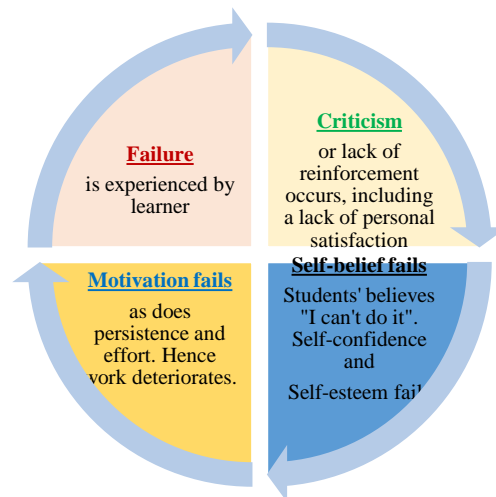 Failure
is experienced by
learner
Criticism
or lack of
reinforcement
occurs, including
a lack of personal
satisfaction
Self-belief fails
Students' believes
"I can't do it".
Self-confidence
and
Self-esteem fail
Motivation fails
as does
persistence and
effort. Hence
work deteriorates.